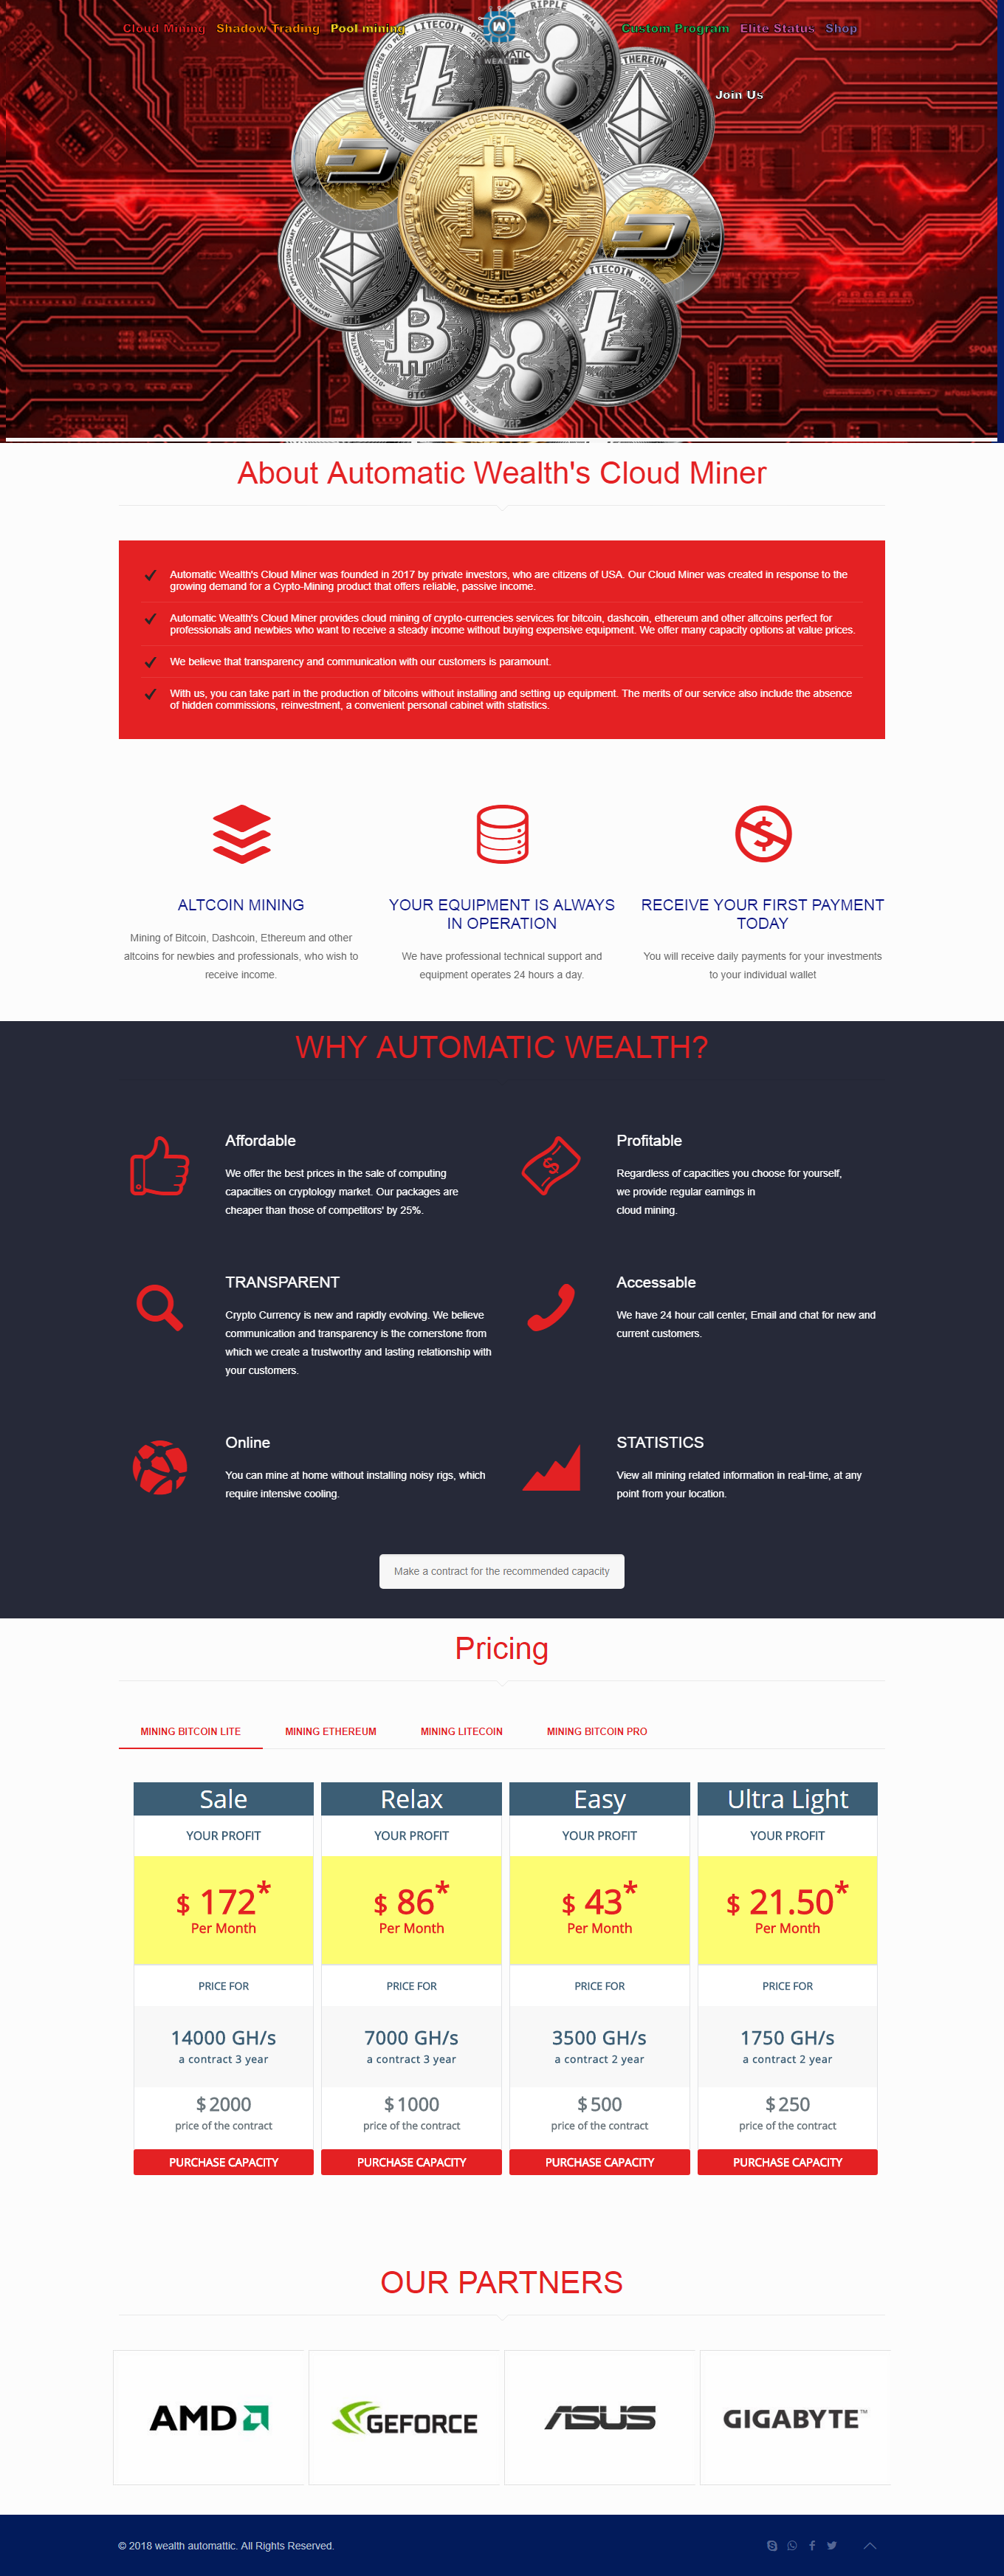 Cloud Mining Shadow Trading Pool mining
AUTOMATIC
WEALTH
Custom Program Elite Status Shop
Join Us
RIPPLE
LITECOIN
ETHEREUM
About Automatic Wealth's Cloud Miner
Automatic Wealth's Cloud Miner was founded in 2017 by private investors, who are citizens of USA. Our Cloud Miner was created in response to the
growing demand for a Cypto-Mining product that offers reliable, passive income.
Automatic Wealth's Cloud Miner provides cloud mining of crypto-currencies services for bitcoin, dashcoin, ethereum and other altcoins perfect for
professionals and newbies who want to receive a steady income without buying expensive equipment. We offer many capacity options at value prices.
We believe that transparency and communication with our customers is paramount.
With us, you can take part in the production of bitcoins without installing and setting up equipment. The merits of our service also include the absence
of hidden commissions, reinvestment, a convenient personal cabinet with statistics.
ALTCOIN MINING
Mining of Bitcoin, Dashcoin, Ethereum and other
altcoins for newbies and professionals, who wish to
receive income.
YOUR EQUIPMENT IS ALWAYS
IN OPERATION
We have professional technical support and
equipment operates 24 hours a day.
RECEIVE YOUR FIRST PAYMENT
TODAY
You will receive daily payments for your investments
to your individual wallet
WHY AUTOMATIC WEALTH?
Affordable
We offer the best prices in the sale of computing
capacities on cryptology market. Our packages are
cheaper than those of competitors' by 25%.
Profitable
Regardless of capacities you choose for yourself,
we provide regular earnings in
cloud mining.
TRANSPARENT
Crypto Currency is new and rapidly evolving. We believe
communication and transparency is the cornerstone from
which we create a trustworthy and lasting relationship with
your customers.
Accessable
We have 24 hour call center, Email and chat for new and
current customers.
Online
You can mine at home without installing noisy rigs, which
require intensive cooling.
STATISTICS
View all mining related information in real-time, at any
point from your location.
Make a contract for the recommended capacity
Pricing
MINING BITCOIN LITE MINING ETHEREUM MINING LITECOIN MINING BITCOIN PRO
Sale
YOUR PROFIT
$ 172*
Per Month
PRICE FOR
14000 GH/s
a contract 3 year
$ 2000
price of the contract
PURCHASE CAPACITY
Relax
YOUR PROFIT
$ 86*
Per Month
PRICE FOR
7000 GH/s
a contract 3 year
$ 1000
price of the contract
PURCHASE CAPACITY
Easy
YOUR PROFIT
$ 43*
Per Month
PRICE FOR
3500 GH/s
a contract 2 year
$ 500
price of the contract
PURCHASE CAPACITY
Ultra Light
YOUR PROFIT
$ 21.50*
Per Month
PRICE FOR
1750 GH/s
a contract 2 year
$ 250
price of the contract
PURCHASE CAPACITY
OUR PARTNERS
AMD
GEFORCE
ASUS
GIGABYTE™
© 2018 wealth automattic. All Rights Reserved.